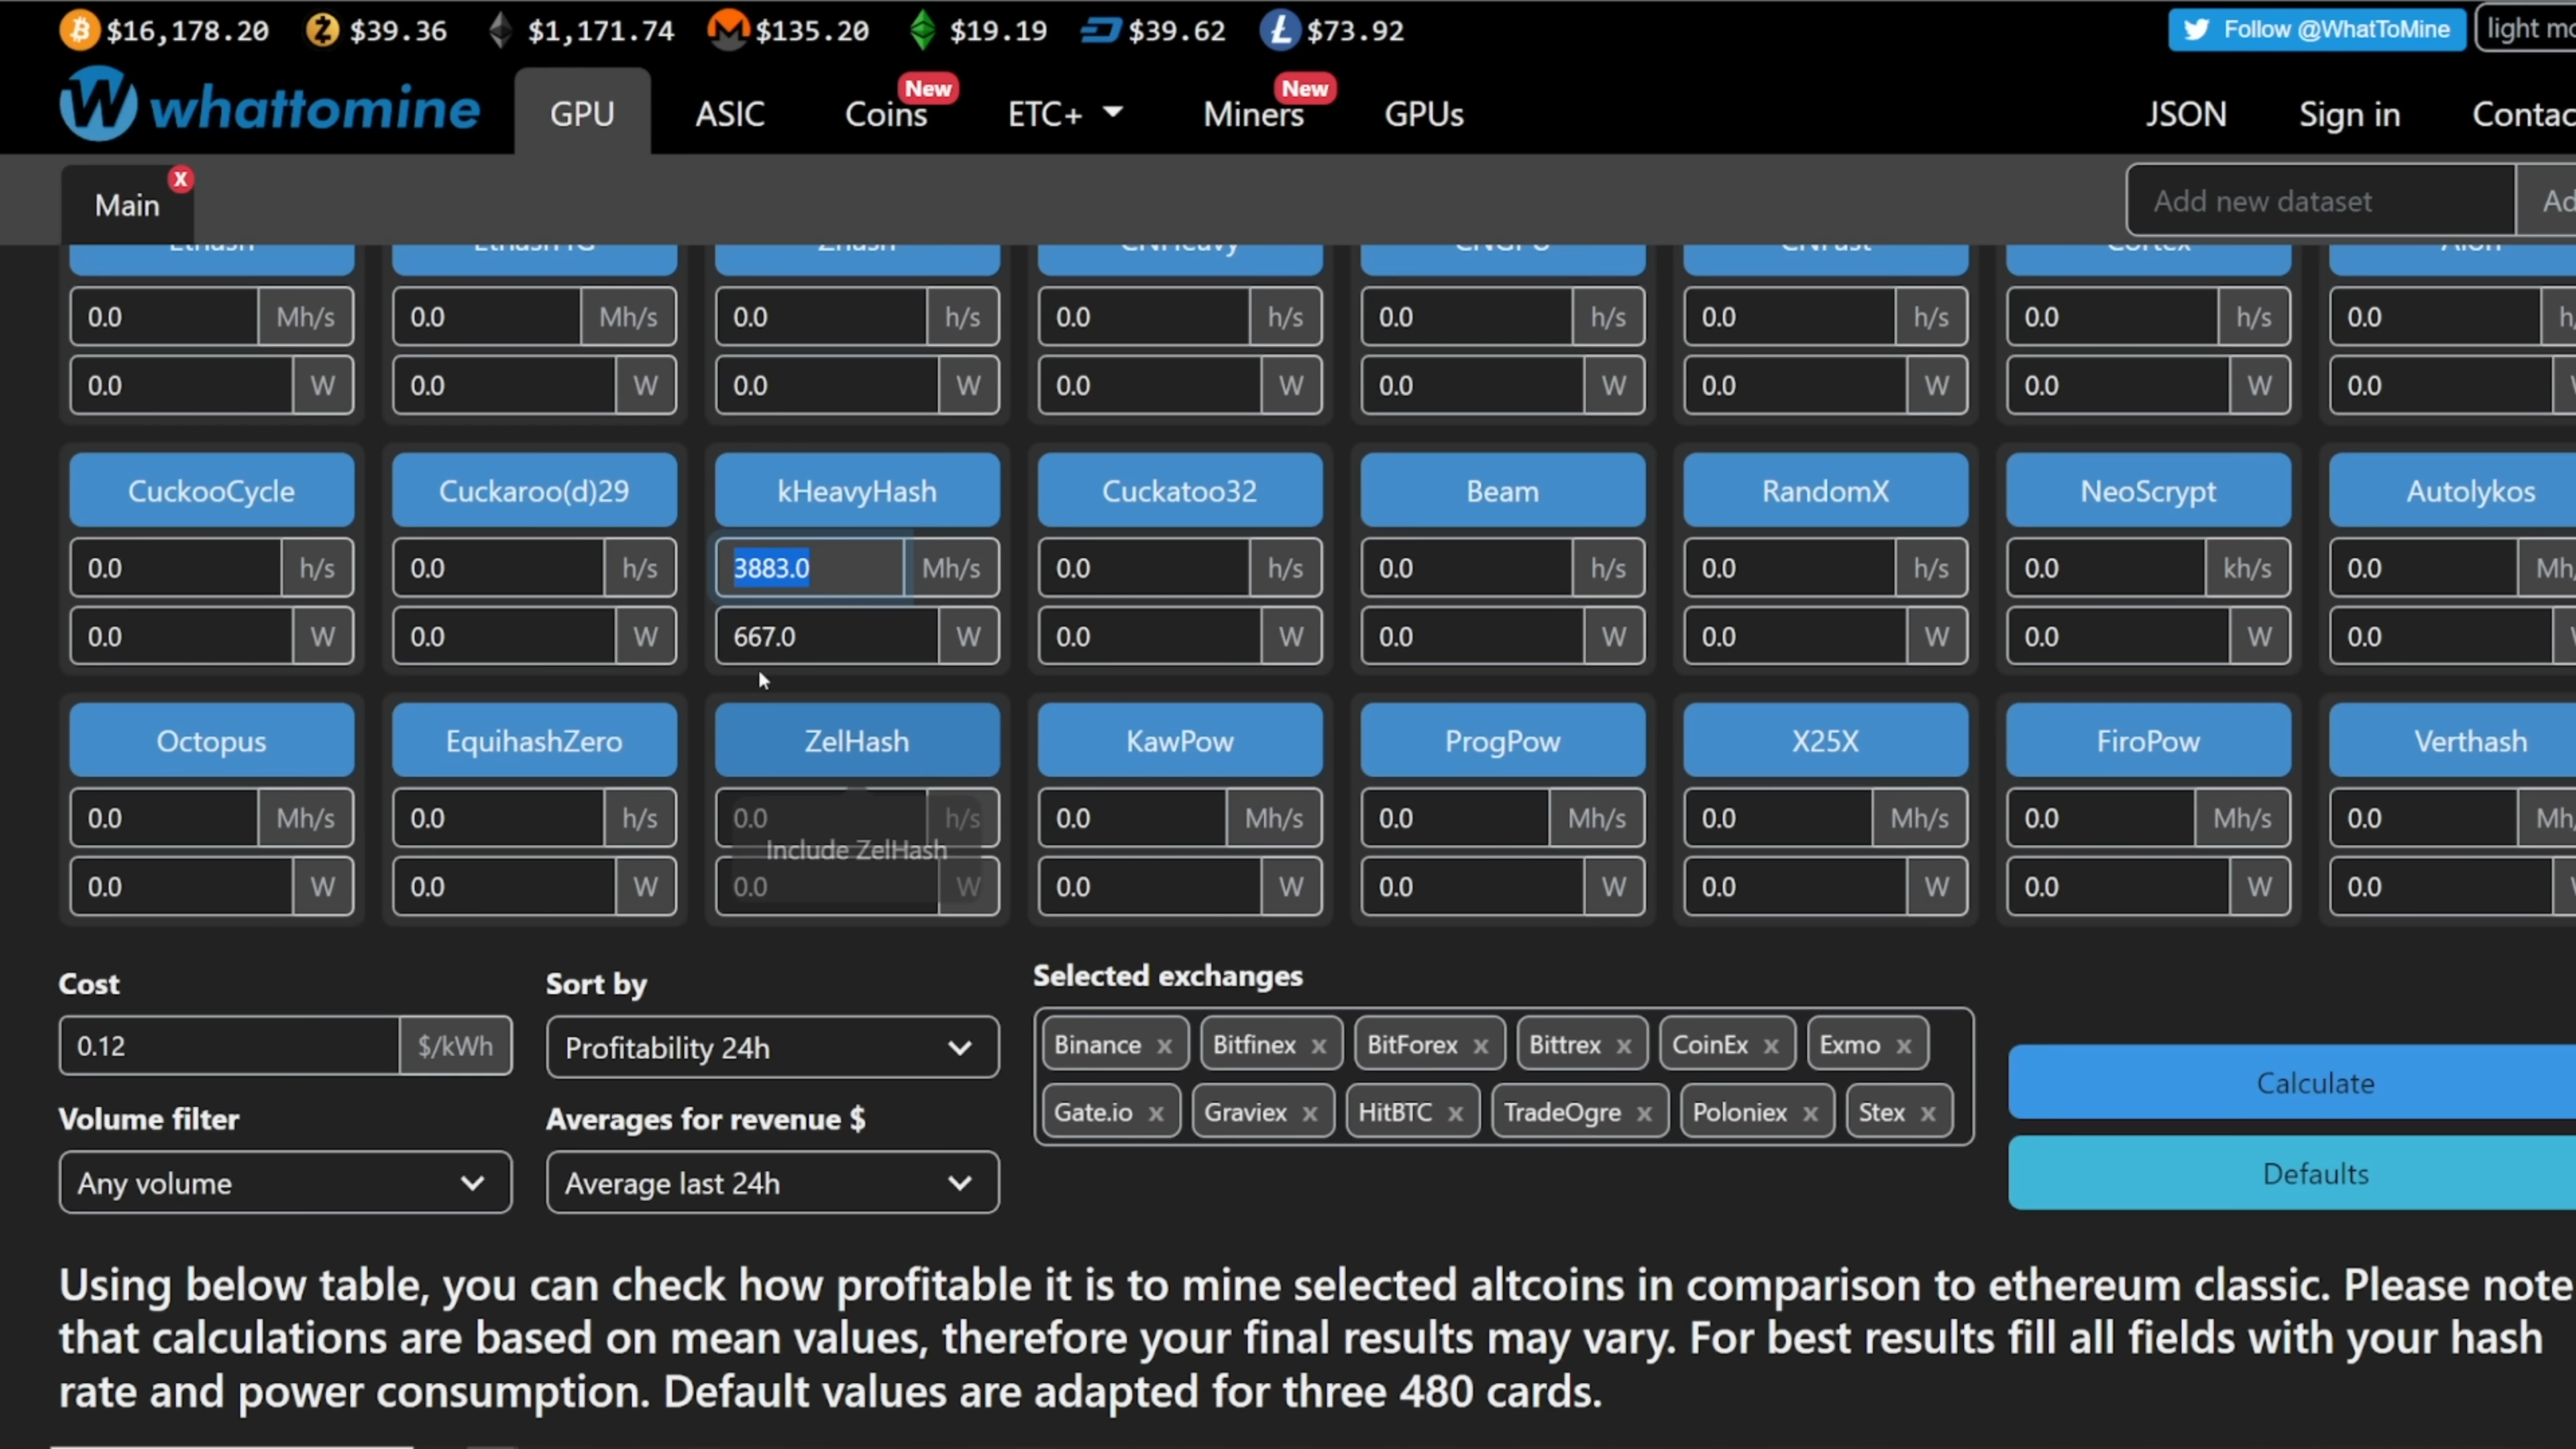 $16,178.20 $39.36 $1,171.74 $135.20 $19.19 $39.62 $73.92 Follow @WhatToMine light mo
whattomine GPU ASIC Coins New ETC+ Miners New GPUs JSON Sign in Contac
Main x Add new dataset Ad
Ethash Zhash CNHeavy CNGPU CNFast Cortex Aion
0.0 Mh/s 0.0 Mh/s 0.0 h/s 0.0 h/s 0.0 h/s 0.0 h/s 0.0 h/s 0.0 h/
0.0 W 0.0 W 0.0 W 0.0 W 0.0 W 0.0 W 0.0 W 0.0
CuckooCycle Cuckaroo(d)29 kHeavyHash Cuckatoo32 Beam RandomX NeoScrypt Autolykos
0.0 h/s 0.0 h/s 3883.0 Mh/s 0.0 h/s 0.0 h/s 0.0 h/s 0.0 kh/s 0.0 Mh/
0.0 W 0.0 W 667.0 W 0.0 W 0.0 W 0.0 W 0.0 W 0.0
Octopus EquihashZero ZelHash KawPow ProgPow X25X FiroPow Verthash
0.0 Mh/s 0.0 h/s 0.0 h/s 0.0 Mh/s 0.0 Mh/s 0.0 Mh/s 0.0 Mh/s 0.0 Mh/
Include ZelHash
0.0 W 0.0 W 0.0 W 0.0 W 0.0 W 0.0 W 0.0 W 0.0
Cost Sort by Selected exchanges
0.12 $/kWh Profitability 24h Binance x Bitfinex x BitForex x Bittrex x CoinEx x Exmo x
Calculate
Volume filter Averages for revenue $ Gate.io x Graviex x HitBTC x TradeOgre x Poloniex x Stex x
Any volume Average last 24h Defaults
Using below table, you can check how profitable it is to mine selected altcoins in comparison to ethereum classic. Please note
that calculations are based on mean values, therefore your final results may vary. For best results fill all fields with your hash
rate and power consumption. Default values are adapted for three 480 cards.